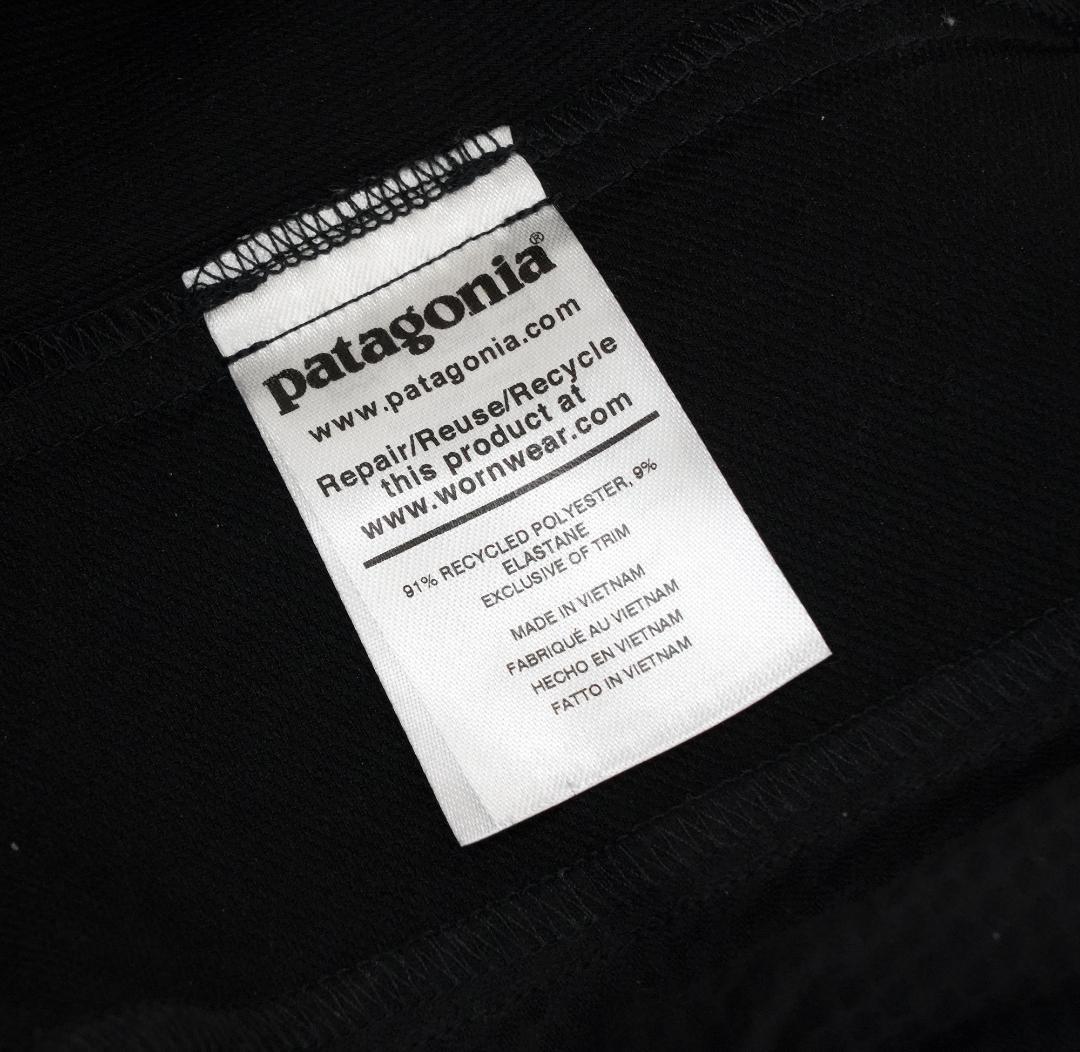 patagonia®
www.patagonia.com
Repair/Reuse/Recycle
this product at
www.wornwear.com
91% RECYCLED POLYESTER, 9%
ELASTANE
EXCLUSIVE OF TRIM
MADE IN VIETNAM
FABRIQUÉ AU VIETNAM
HECHO EN VIETNAM
FATTO IN VIETNAM